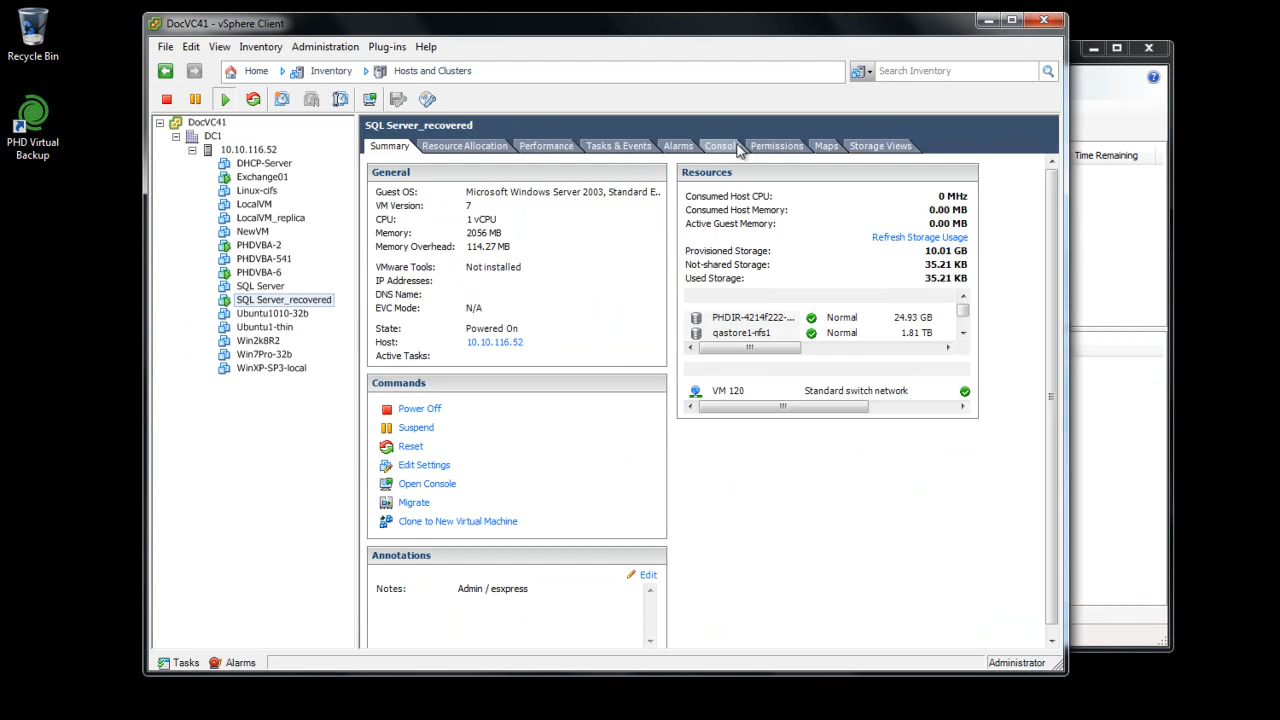 Recycle Bin
PHD Virtual
Backup
DocVC41 - vSphere Client
File Edit View Inventory Administration Plug-ins Help
Home Inventory Hosts and Clusters
Search Inventory
DocVC41
DC1
10.10.116.52
DHCP-Server
Exchange01
Linux-cifs
LocalVM
LocalVM_replica
NewVM
PHDVBA-2
PHDVBA-541
PHDVBA-6
SQL Server
SQL Server_recovered
Ubuntu1010-32b
Ubuntu1-thin
Win2k8R2
Win7Pro-32b
WinXP-SP3-local
SQL Server_recovered
Summary Resource Allocation Performance Tasks & Events Alarms Console Permissions Maps Storage Views
General
Guest OS: Microsoft Windows Server 2003, Standard E..
VM Version: 7
CPU: 1 vCPU
Memory: 2056 MB
Memory Overhead: 114.27 MB
VMware Tools: Not installed
IP Addresses:
DNS Name:
EVC Mode: N/A
State: Powered On
Host: 10.10.116.52
Active Tasks:
Commands
Power Off
Suspend
Reset
Edit Settings
Open Console
Migrate
Clone to New Virtual Machine
Annotations
Edit
Notes: Admin / esxpress
Resources
Consumed Host CPU: 0 MHz
Consumed Host Memory: 0.00 MB
Active Guest Memory: 0.00 MB
Refresh Storage Usage
Provisioned Storage: 10.01 GB
Not-shared Storage: 35.21 KB
Used Storage: 35.21 KB
PHDIR-4214f222-... Normal 24.93 GB
qastore1-nfs1 Normal 1.81 TB
VM 120 Standard switch network
Time Remaining
Tasks Alarms
Administrator